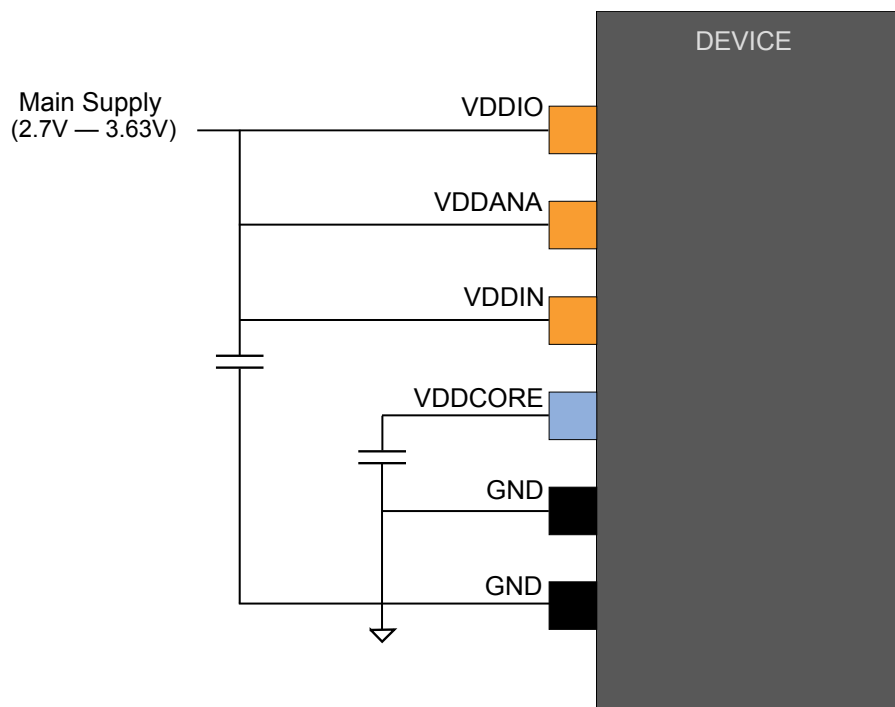 DEVICE
VDDIO
Main Supply
(2.7V — 3.63V)
VDDANA
VDDIN
VDDCORE
GND
GND